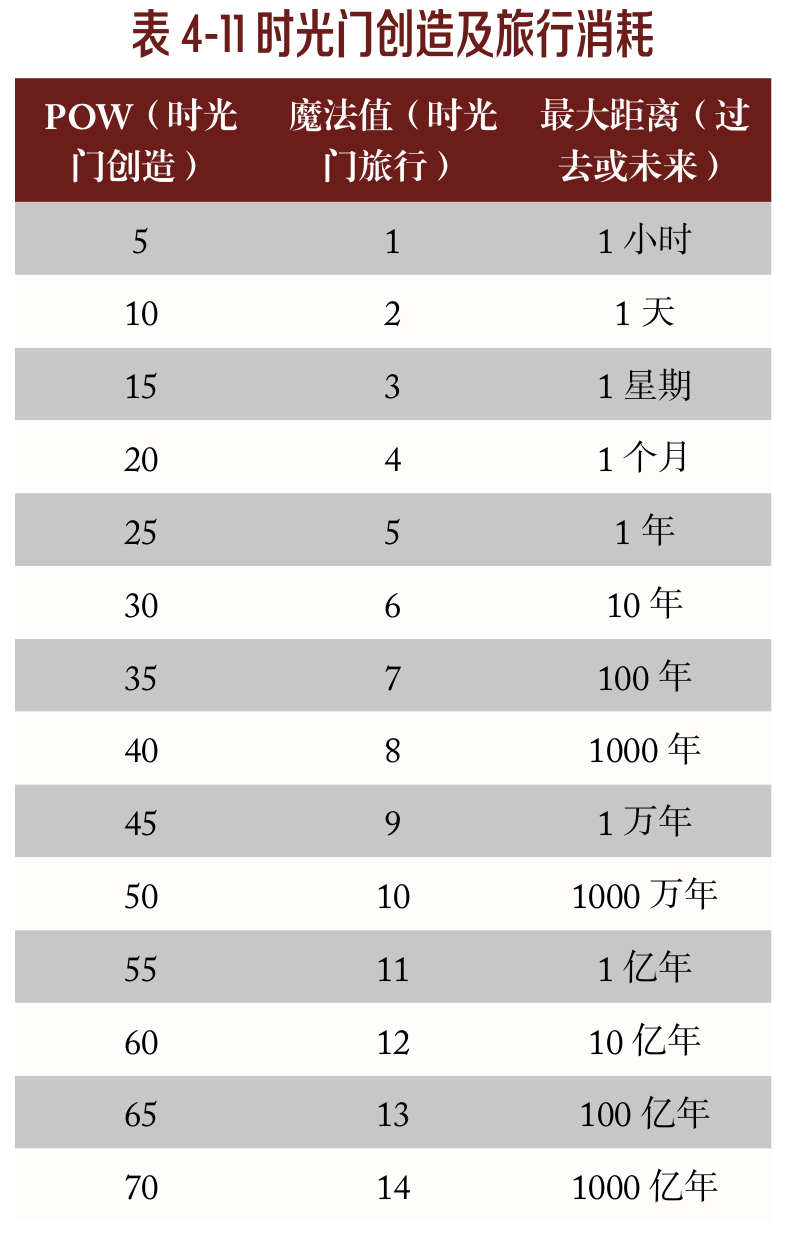 表 4-11 时光门创造及旅行消耗
POW（时光门创造） 魔法值（时光门旅行） 最大距离（过去或未来）
5 1 1 小时
10 2 1 天
15 3 1 星期
20 4 1 个月
25 5 1 年
30 6 10 年
35 7 100 年
40 8 1000 年
45 9 1 万年
50 10 1000 万年
55 11 1 亿年
60 12 10 亿年
65 13 100 亿年
70 14 1000 亿年